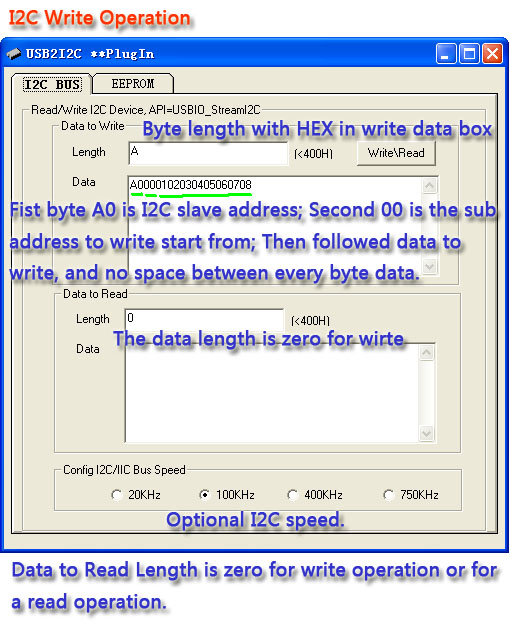 I2C Write Operation
USB2I2C **PlugIn
I2C BUS EEPROM
Read/Write I2C Device, API=USBIO_StreamI2C
Data to Write
Byte length with HEX in write data box
Length A (<400H) Write\Read
Data A0000102030405060708
Fist byte A0 is I2C slave address; Second 00 is the sub
address to write start from; Then followed data to
write, and no space between every byte data.
Data to Read
Length 0 (<400H)
The data length is zero for wirte
Data
Config I2C/IIC Bus Speed
20KHz 100KHz 400KHz 750KHz
Optional I2C speed.
Data to Read Length is zero for write operation or for
a read operation.